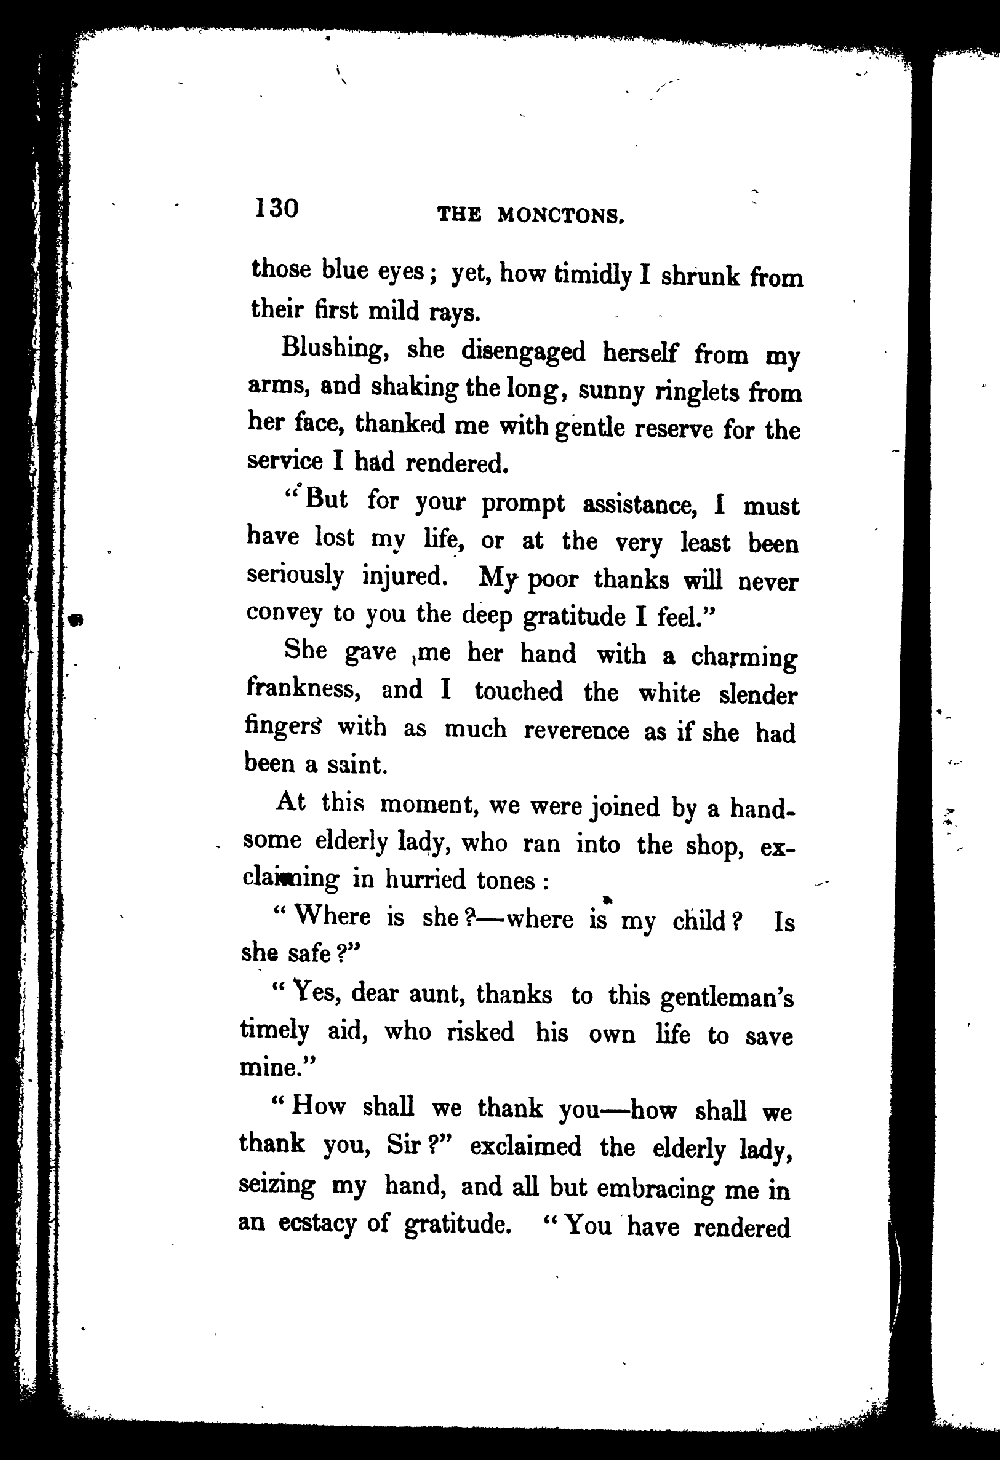 130 THE MONCTONS.
those blue eyes; yet, how timidly I shrunk from
their first mild rays.
Blushing, she disengaged herself from my
arms, and shaking the long, sunny ringlets from
her face, thanked me with gentle reserve for the
service I had rendered.
“But for your prompt assistance, I must
have lost my life, or at the very least been
seriously injured. My poor thanks will never
convey to you the deep gratitude I feel.”
She gave me her hand with a charming
frankness, and I touched the white slender
fingers with as much reverence as if she had
been a saint.
At this moment, we were joined by a hand-
some elderly lady, who ran into the shop, ex-
claiming in hurried tones:
“Where is she?—where is my child? Is
she safe?”
“Yes, dear aunt, thanks to this gentleman’s
timely aid, who risked his own life to save
mine.”
“How shall we thank you—how shall we
thank you, Sir?” exclaimed the elderly lady,
seizing my hand, and all but embracing me in
an ecstacy of gratitude. “You have rendered